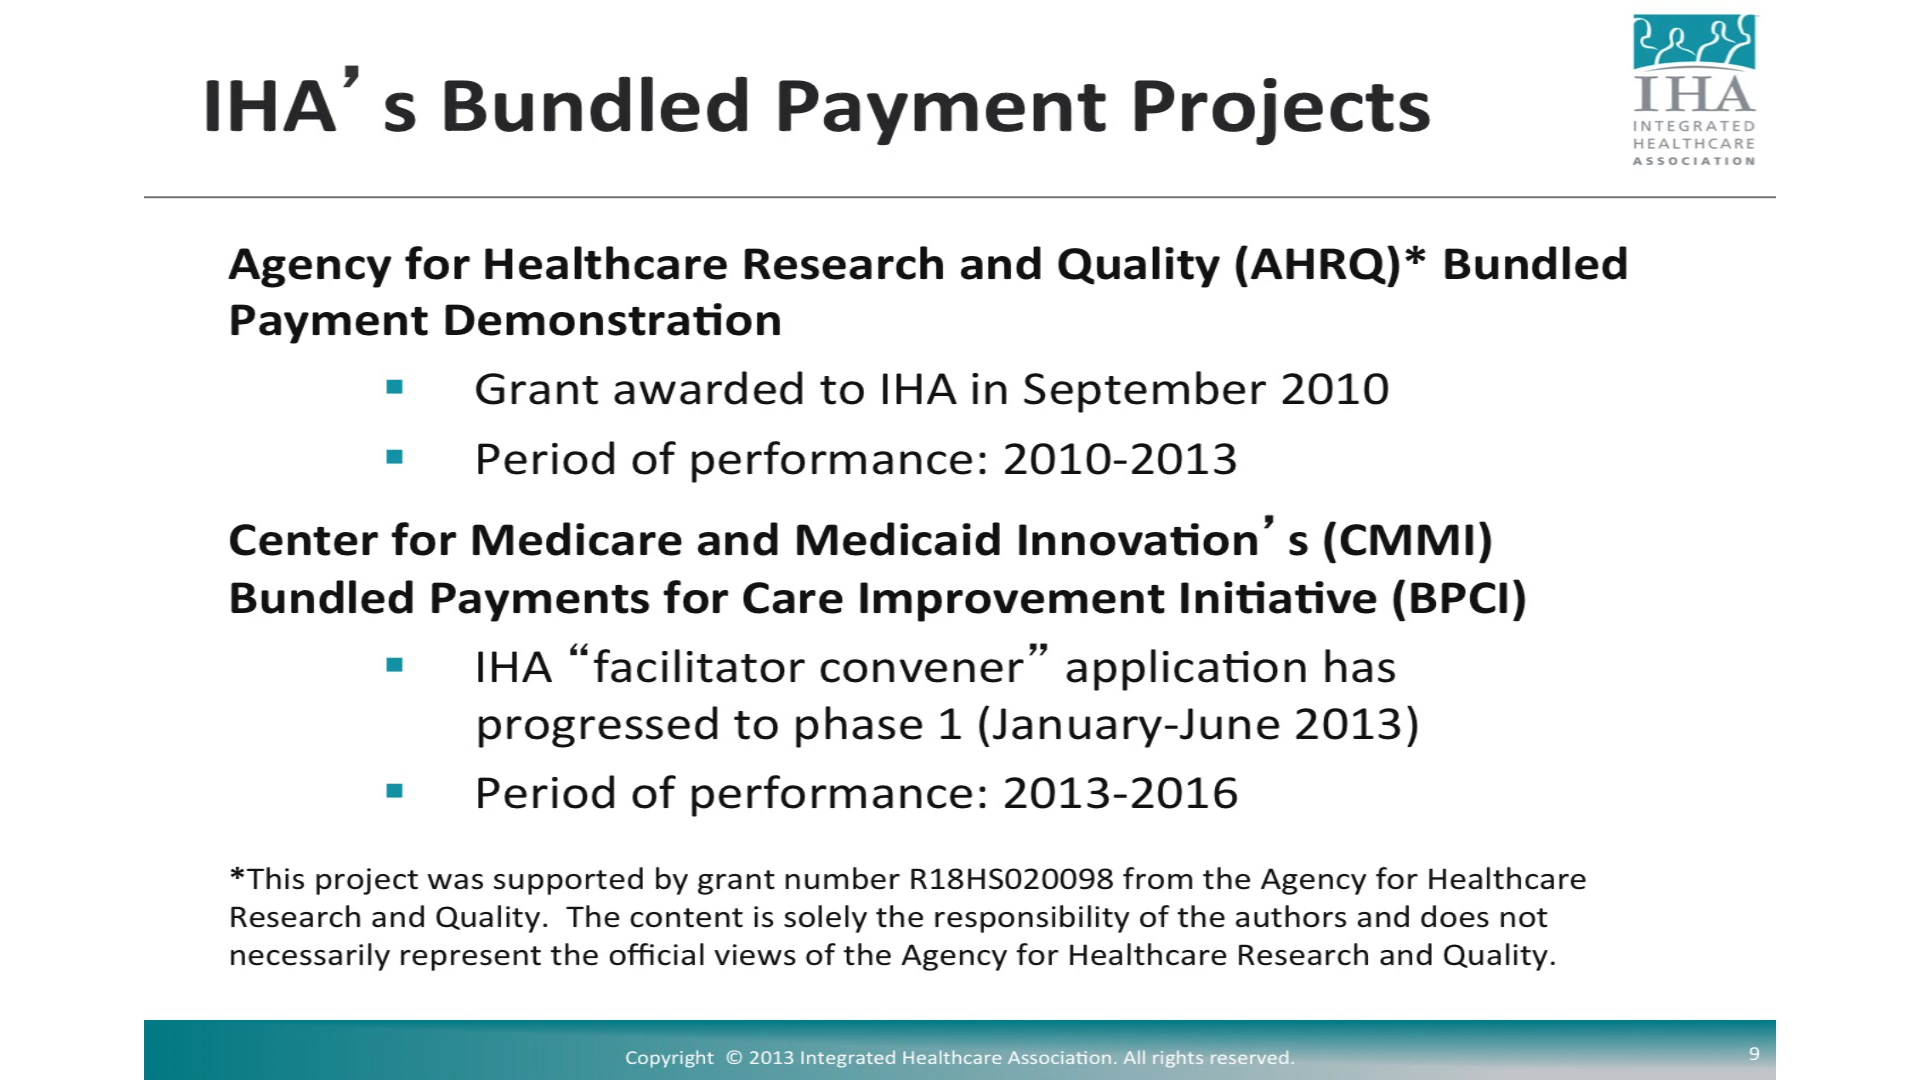 IHA’s Bundled Payment Projects
IHA
INTEGRATED
HEALTHCARE
ASSOCIATION
Agency for Healthcare Research and Quality (AHRQ)* Bundled
Payment Demonstration
▪ Grant awarded to IHA in September 2010
▪ Period of performance: 2010-2013
Center for Medicare and Medicaid Innovation’s (CMMI)
Bundled Payments for Care Improvement Initiative (BPCI)
▪ IHA “facilitator convener” application has
progressed to phase 1 (January-June 2013)
▪ Period of performance: 2013-2016
*This project was supported by grant number R18HS020098 from the Agency for Healthcare
Research and Quality.  The content is solely the responsibility of the authors and does not
necessarily represent the official views of the Agency for Healthcare Research and Quality.
Copyright © 2013 Integrated Healthcare Association. All rights reserved.
9